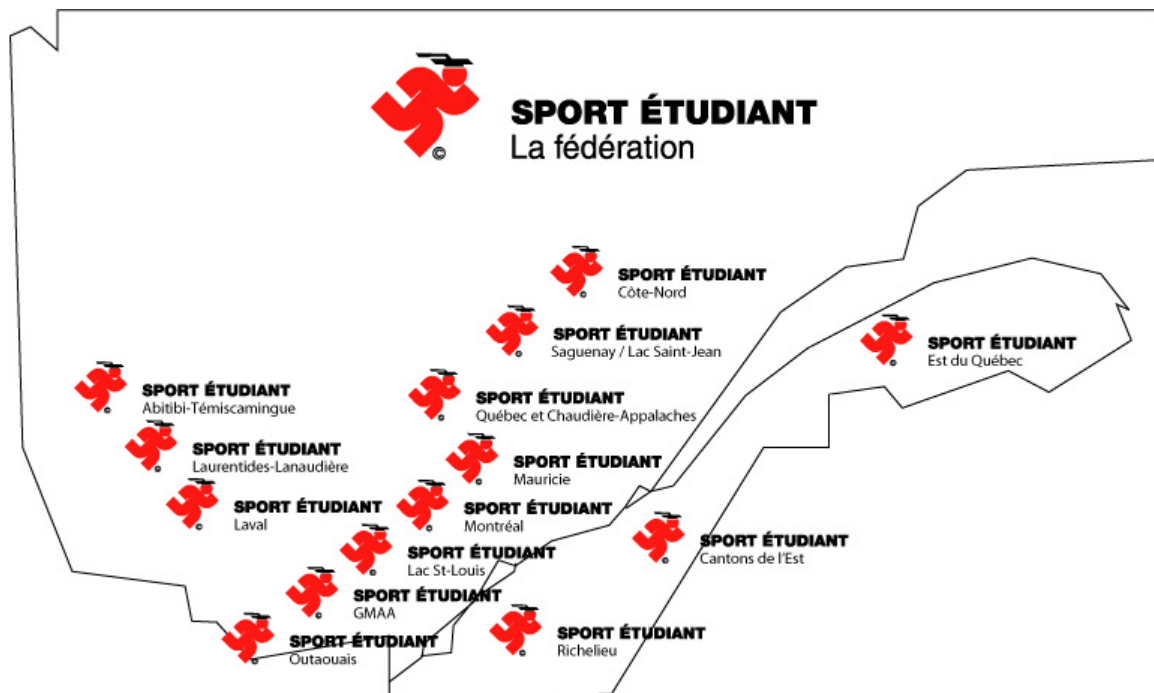 SPORT ÉTUDIANT
La fédération
©
SPORT ÉTUDIANT
Côte-Nord
©
SPORT ÉTUDIANT
Saguenay / Lac Saint-Jean
©
SPORT ÉTUDIANT
Est du Québec
©
SPORT ÉTUDIANT
Abitibi-Témiscamingue
©
SPORT ÉTUDIANT
Québec et Chaudière-Appalaches
©
SPORT ÉTUDIANT
Laurentides-Lanaudière
©
SPORT ÉTUDIANT
Mauricie
©
SPORT ÉTUDIANT
Laval
©
SPORT ÉTUDIANT
Montréal
©
SPORT ÉTUDIANT
Cantons de l'Est
©
SPORT ÉTUDIANT
Lac St-Louis
©
SPORT ÉTUDIANT
GMAA
©
SPORT ÉTUDIANT
Richelieu
©
SPORT ÉTUDIANT
Outaouais
©